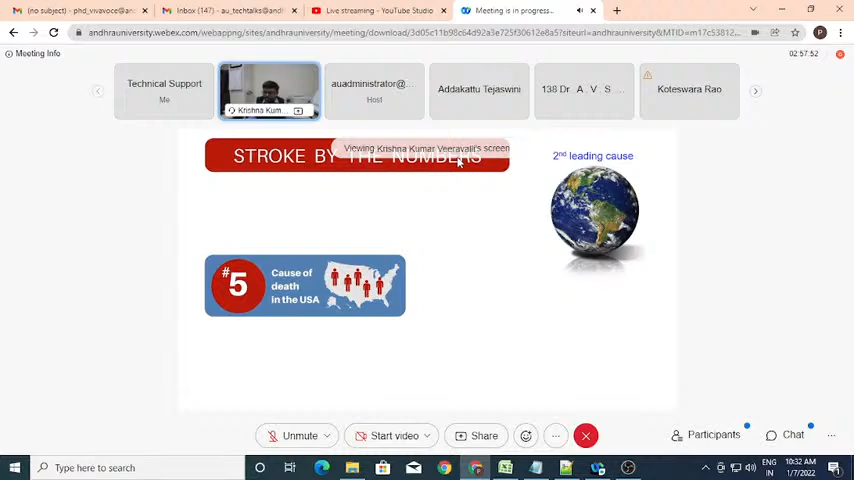 (no subject) - phd_vivavoce@an
Inbox (147) - au_techtalks@and
Live streaming - YouTube Studio
Meeting is in progress...
andhrauniversity.webex.com/webappng/sites/andhrauniversity/meeting/download/3d05c11b98c64d92a3e725f30612e8a5?siteurl=andhrauniversity&MTID=m17c53812...
Meeting Info
02:57:52
Technical Support
Me
Krishna Kum...
auadministrator@...
Host
Addakattu Tejaswini
138 Dr . A . V . S ...
Koteswara Rao
Viewing Krishna Kumar Veeravalli's screen
STROKE BY THE NUMBERS
2nd leading cause
#5
Cause of
death
in the USA
Unmute
Start video
Share
Participants
Chat
Type here to search
ENG
IN
10:32 AM
1/7/2022